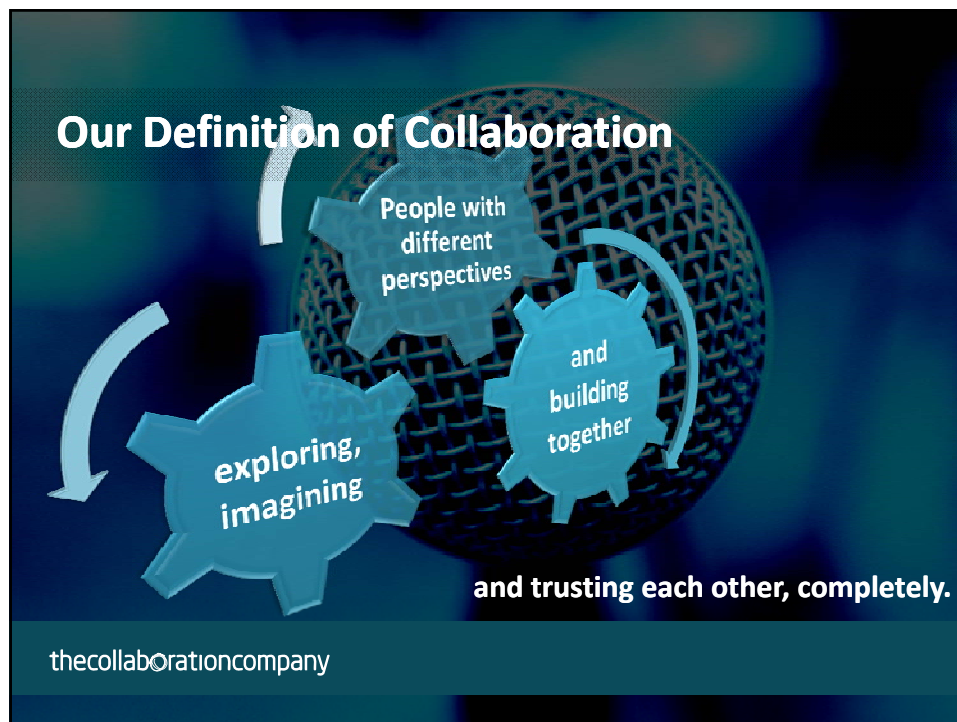 Our Definition of Collaboration
People with
different
perspectives
exploring,
imagining
and
building
together
and trusting each other, completely.
thecollaborationcompany